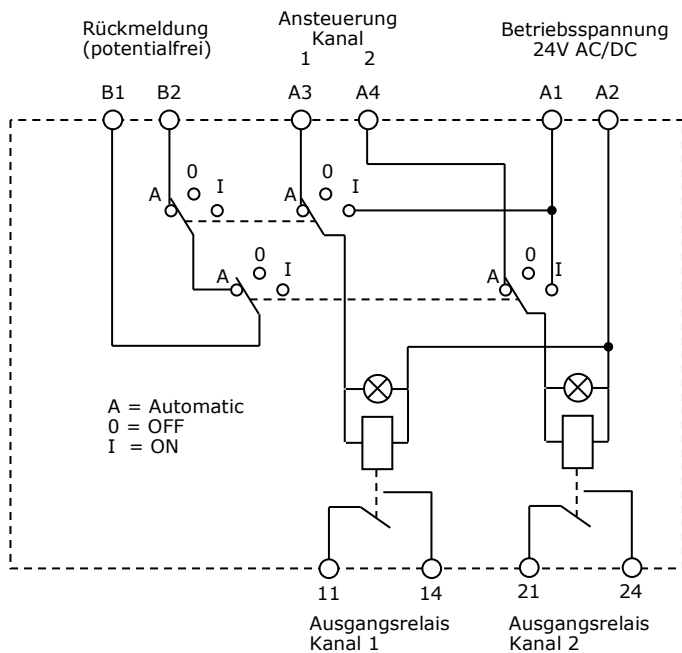 Rückmeldung
(potentialfrei)
Ansteuerung
Kanal
1 2
Betriebsspannung
24V AC/DC
B1 B2 A3 A4 A1 A2
A 0 I
A 0 I
A 0 I
A 0 I
A = Automatic
0 = OFF
I = ON
11 14 21 24
Ausgangsrelais
Kanal 1
Ausgangsrelais
Kanal 2